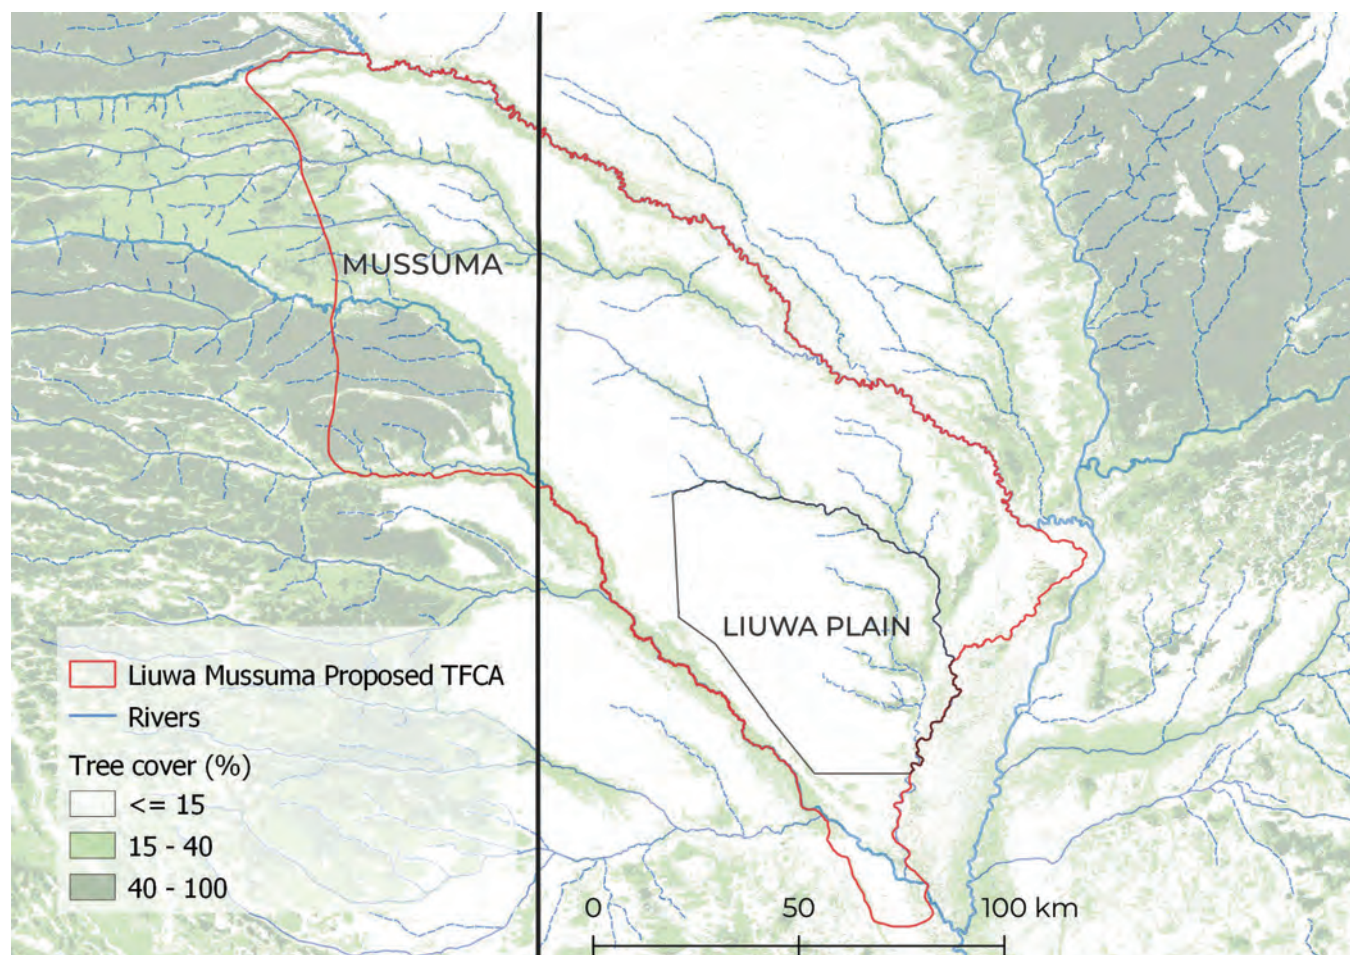 MUSSUMA
LIUWA PLAIN
Liuwa Mussuma Proposed TFCA
Rivers
Tree cover (%)
<= 15
15 - 40
40 - 100
0 50 100 km